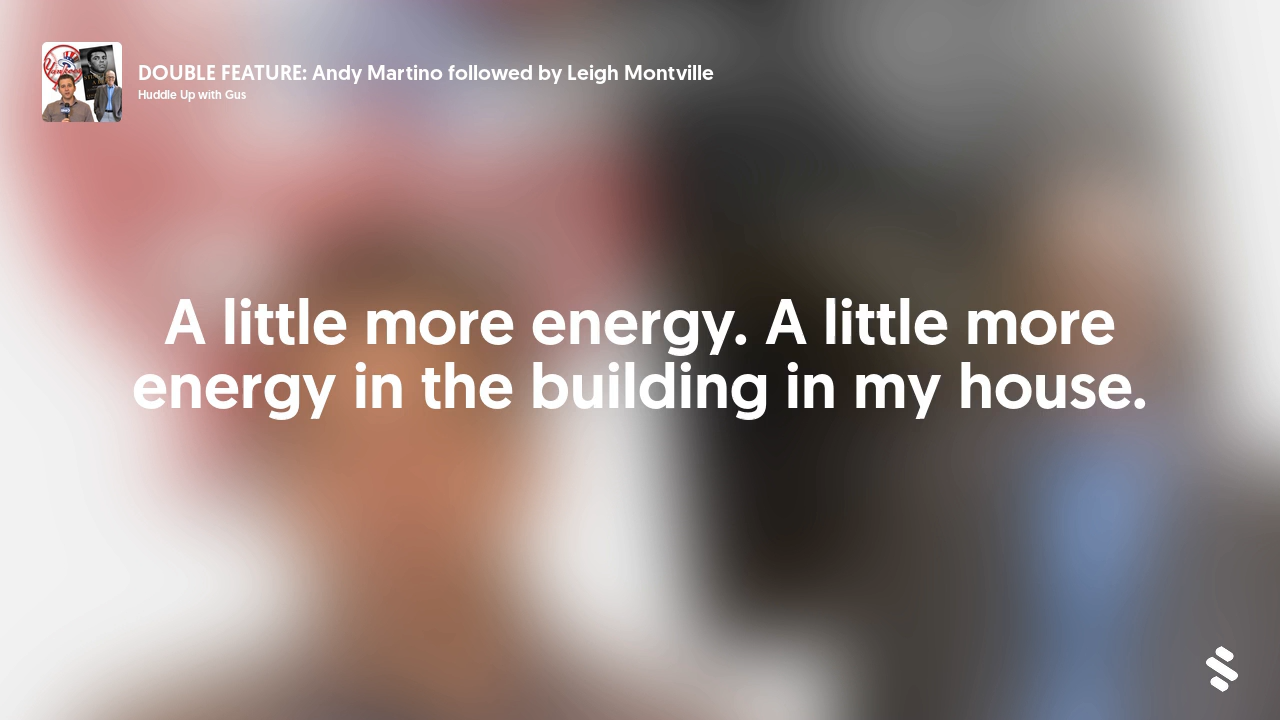 DOUBLE FEATURE: Andy Martino followed by Leigh Montville
Huddle Up with Gus
A little more energy. A little more
energy in the building in my house.